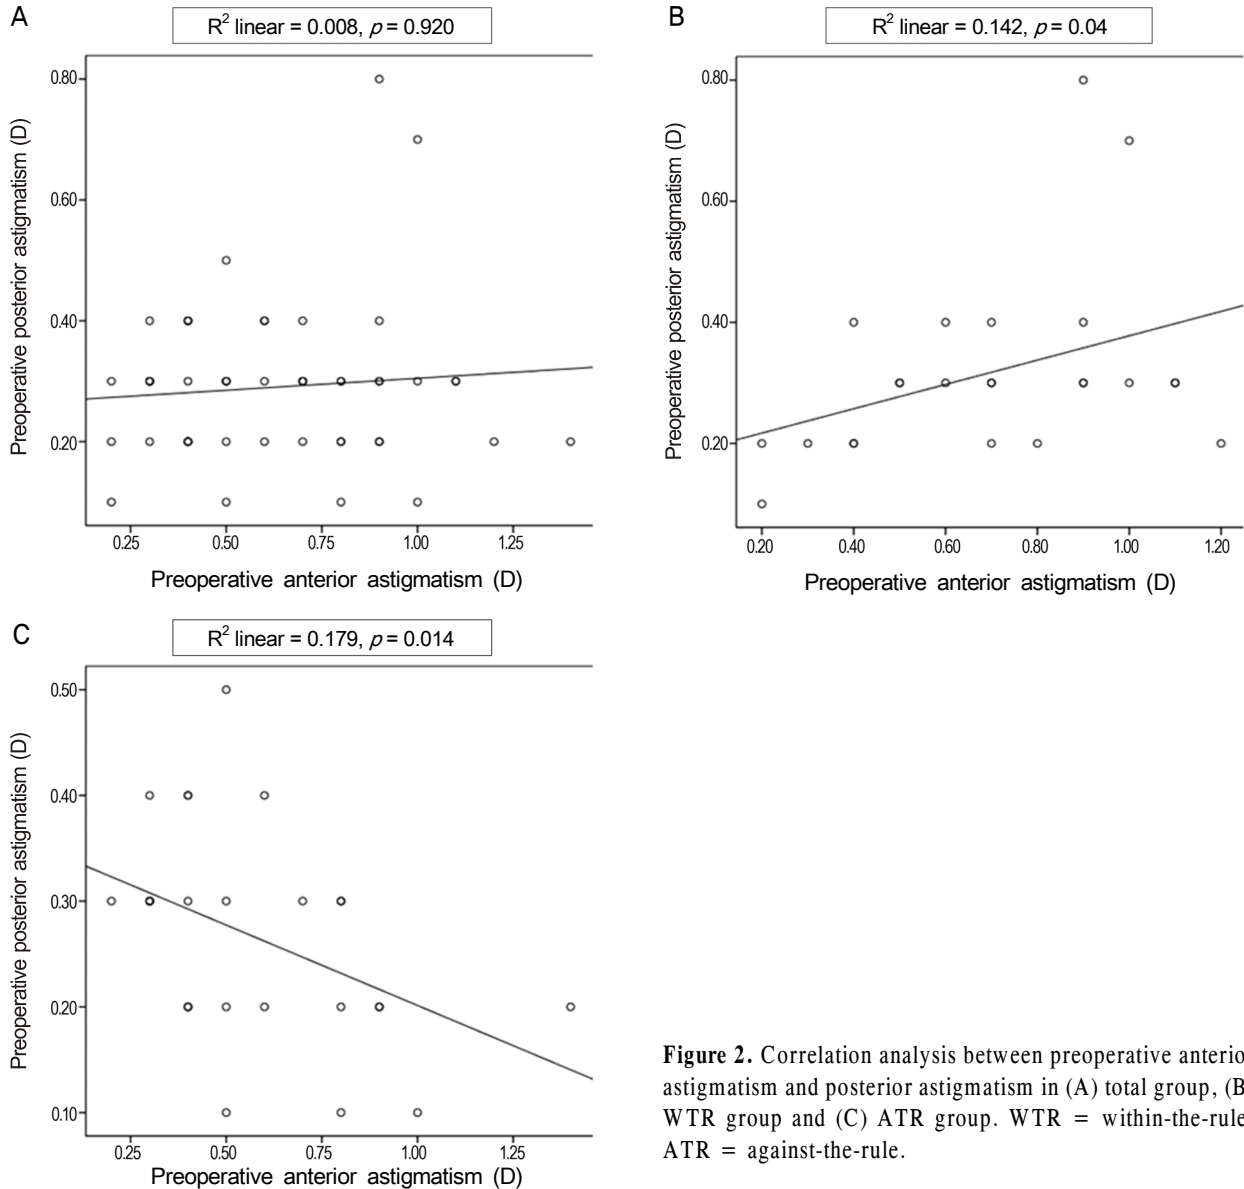 A
R² linear = 0.008, p = 0.920
Preoperative posterior astigmatism (D)
0.80
0.60
0.40
0.20
0.25 0.50 0.75 1.00 1.25
Preoperative anterior astigmatism (D)
B
R² linear = 0.142, p = 0.04
Preoperative posterior astigmatism (D)
0.80
0.60
0.40
0.20
0.20 0.40 0.60 0.80 1.00 1.20
Preoperative anterior astigmatism (D)
C
R² linear = 0.179, p = 0.014
Preoperative posterior astigmatism (D)
0.50
0.40
0.30
0.20
0.10
0.25 0.50 0.75 1.00 1.25
Preoperative anterior astigmatism (D)
Figure 2. Correlation analysis between preoperative anterio
astigmatism and posterior astigmatism in (A) total group, (B
WTR group and (C) ATR group. WTR = within-the-rule
ATR = against-the-rule.